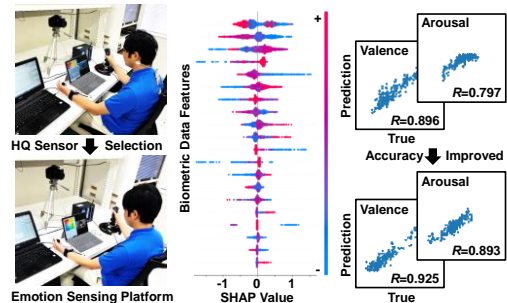 HQ Sensor Selection
Emotion Sensing Platform
Biometric Data Features
+
-
-1 0 1
SHAP Value
Arousal
Valence
Prediction
R=0.797
R=0.896
True
Accuracy Improved
Arousal
Valence
Prediction
R=0.893
R=0.925
True